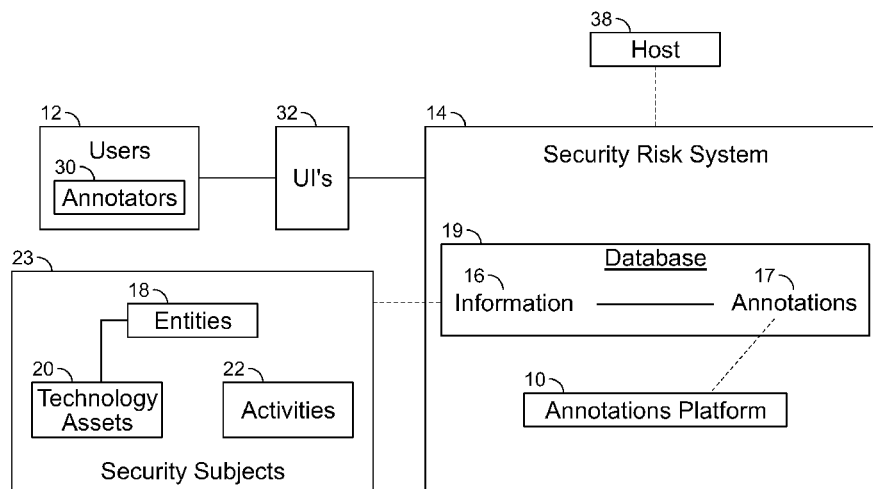 38
Host
12
Users
30
Annotators
32
UI's
14
Security Risk System
19
Database
16
Information
17
Annotations
10
Annotations Platform
23
18
Entities
20
Technology
Assets
22
Activities
Security Subjects